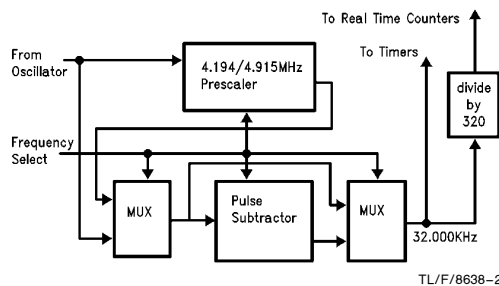 To Real Time Counters
To Timers
From
Oscillator
4.194/4.915MHz
Prescaler
divide
by
320
Frequency
Select
MUX
Pulse
Subtractor
MUX
32.000KHz
TL/F/8638-2